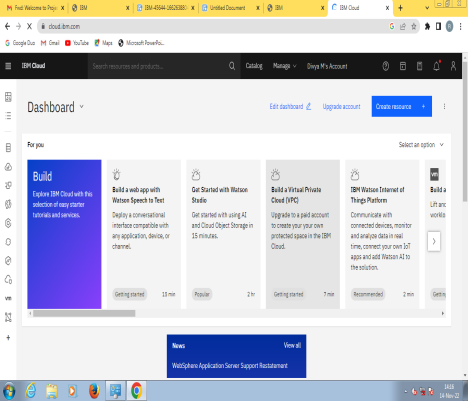 Fwd: Welcome to Proje
IBM
IBM-45644-1662638
Untitled Document
IBM
IBM Cloud
cloud.ibm.com
Google Duo
Gmail
YouTube
Maps
Microsoft PowerPoi...
IBM Cloud
Search resources and products...
Catalog
Manage
Divya M's Account
Dashboard
Edit dashboard
Upgrade account
Create resource +
For you
Select an option
Build
Explore IBM Cloud with this
selection of easy starter
tutorials and services.
Build a web app with
Watson Speech to Text
Deploy a conversational
interface compatible with
any application, device, or
channel.
Getting started
13 min
Get Started with Watson
Studio
Get started with using AI
and Cloud Object Storage in
15 minutes.
Popular
2 hr
Build a Virtual Private
Cloud (VPC)
Upgrade to a paid account
to create your your own
protected space in the IBM
Cloud.
Getting started
7 min
IBM Watson Internet of
Things Platform
Communicate with
connected devices, monitor
and analyze data in real
time, connect your own IoT
apps and add Watson AI to
the solution.
Recommended
2 min
vm
Build a
Lift and
worklo
Gettin
vm
News
View all
WebSphere Application Server Support Restatement
14:16
14-Nov-22